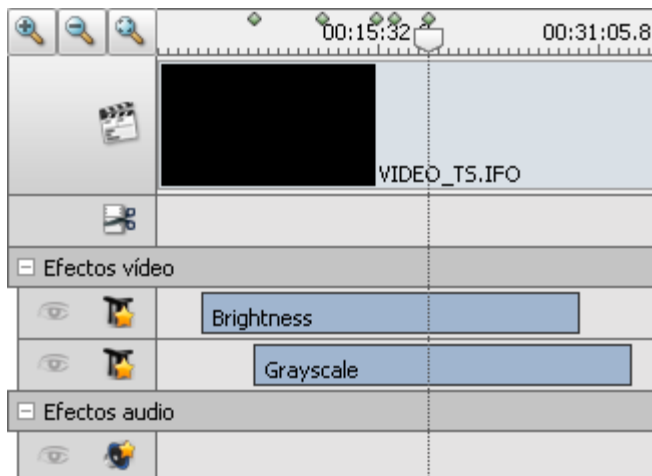 00:15:32 00:31:05.8
VIDEO_TS.IFO
Efectos vídeo
Brightness
Grayscale
Efectos audio